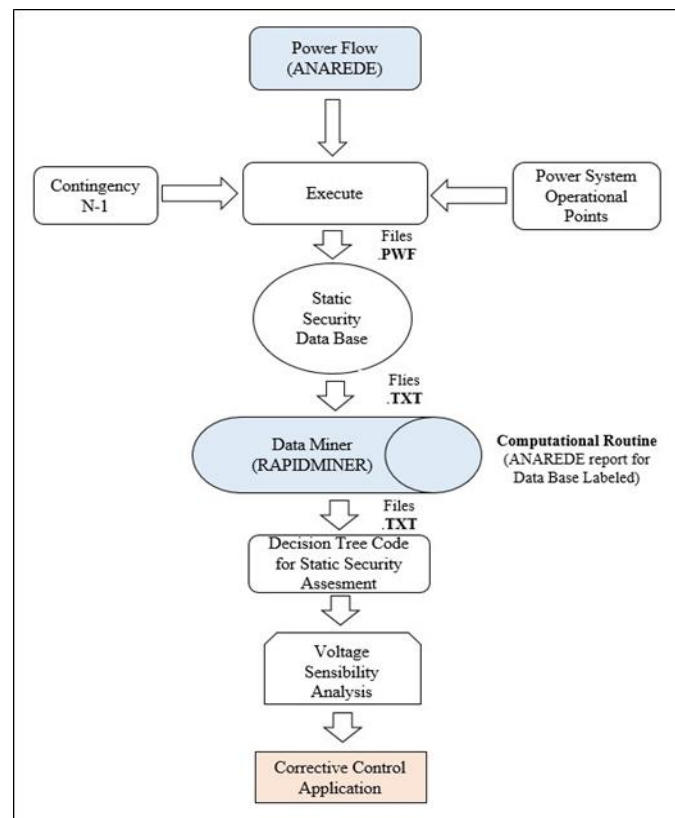 Power Flow
(ANAREDE)
Contingency
N-1
Execute
Power System
Operational
Points
Files
.PWF
Static
Security
Data Base
Flies
.TXT
Data Miner
(RAPIDMINER)
Computational Routine
(ANAREDE report for
Data Base Labeled)
Files
.TXT
Decision Tree Code
for Static Security
Assesment
Voltage
Sensibility
Analysis
Corrective Control
Application